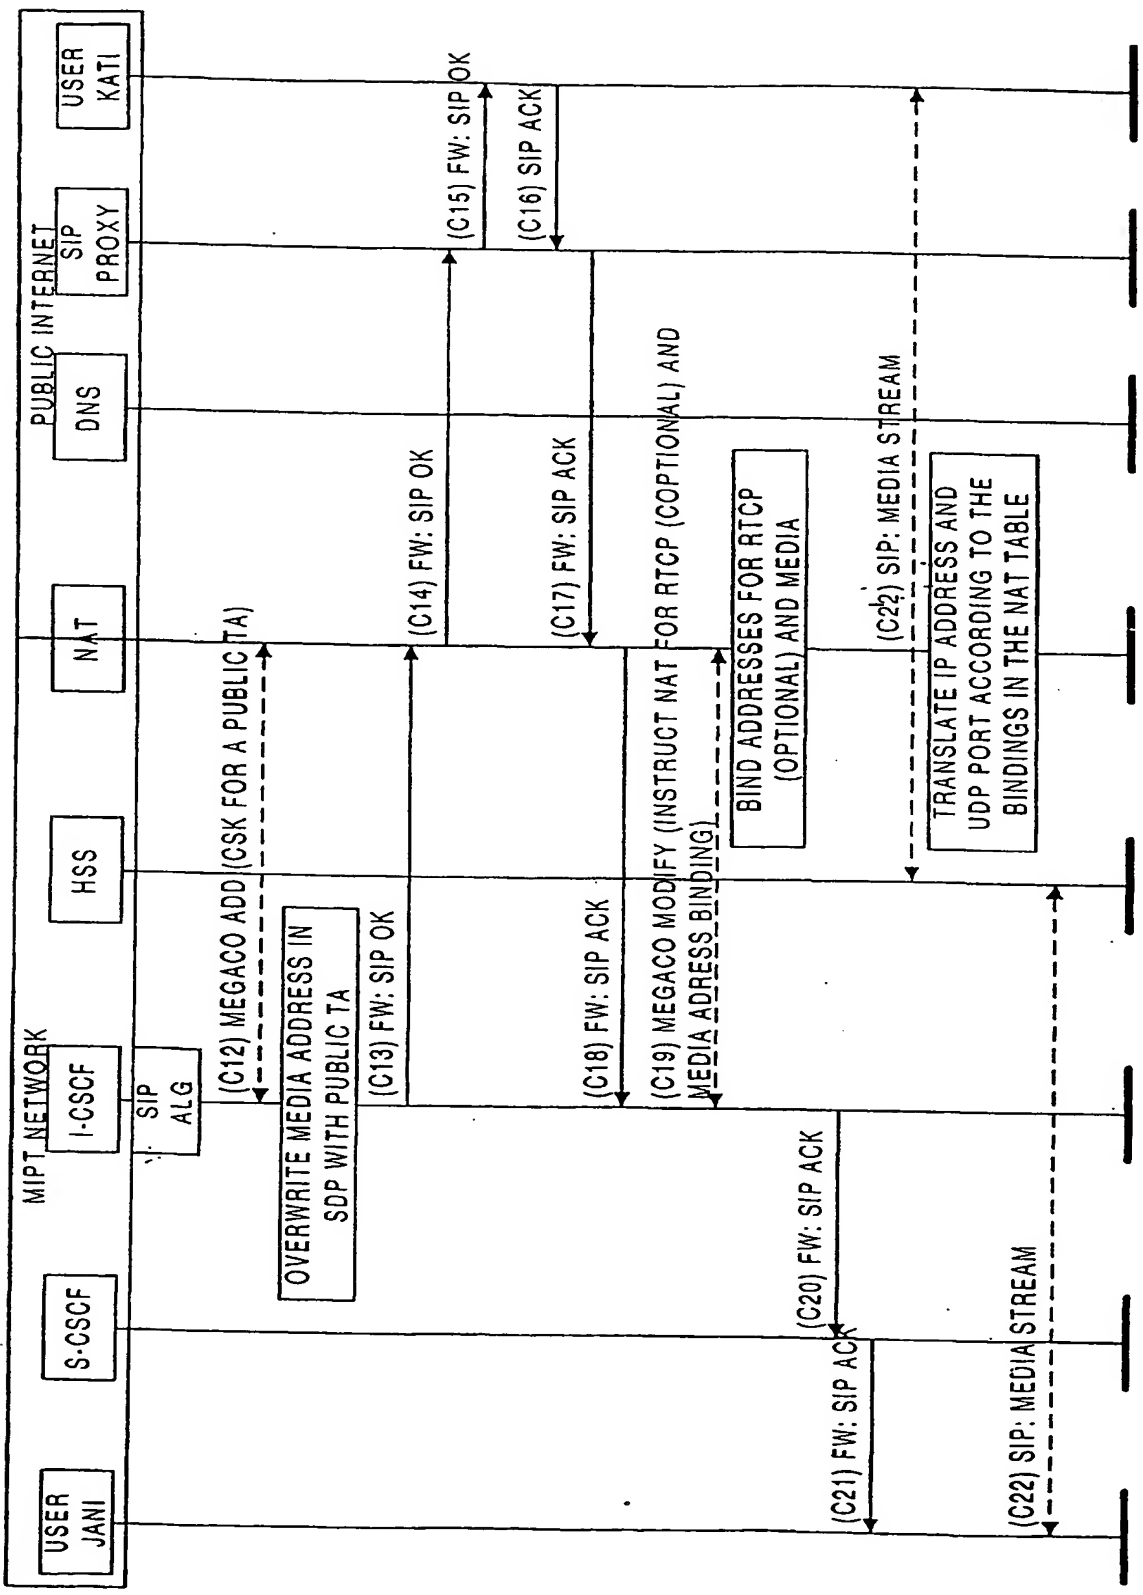 MIPT NETWORK
PUBLIC INTERNET
USER
JANI
S-CSCF
I-CSCF
SIP
ALG
HSS
NAT
DNS
SIP
PROXY
USER
KATI
(C12) MEGACO ADD (CSK FOR A PUBLIC TA)
OVERWRITE MEDIA ADDRESS IN
SDP WITH PUBLIC TA
(C13) FW: SIP OK
(C14) FW: SIP OK
(C15) FW: SIP OK
(C16) SIP ACK
(C17) FW: SIP ACK
(C18) FW: SIP ACK
(C19) MEGACO MODIFY (INSTRUCT NAT FOR RTCP (COPTIONAL) AND
MEDIA ADRESS BINDING)
BIND ADDRESSES FOR RTCP
(OPTIONAL) AND MEDIA
(C20) FW: SIP ACK
(C21) FW: SIP ACK
(C22) SIP: MEDIA STREAM
TRANSLATE IP ADDRESS AND
UDP PORT ACCORDING TO THE
BINDINGS IN THE NAT TABLE
(C22) SIP: MEDIA STREAM